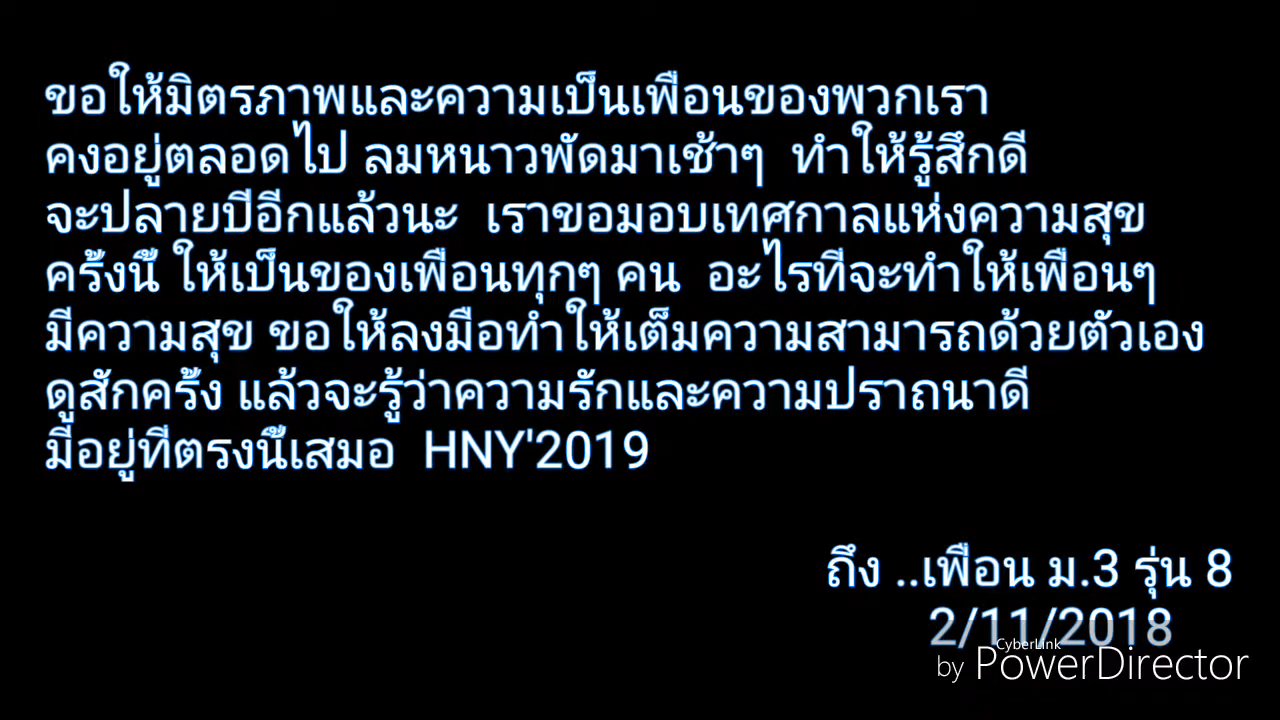 ขอให้มิตรภาพและความเป็นเพื่อนของพวกเรา
คงอยู่ตลอดไป ลมหนาวพัดมาเช้าๆ ทำให้รู้สึกดี
จะปลายปีอีกแล้วนะ เราขอมอบเทศกาลแห่งความสุข
ครั้งนี้ ให้เป็นของเพื่อนทุกๆ คน อะไรที่จะทำให้เพื่อนๆ
มีความสุข ขอให้ลงมือทำให้เต็มความสามารถด้วยตัวเอง
ดูสักครั้ง แล้วจะรู้ว่าความรักและความปราถนาดี
มีอยู่ที่ตรงนี้เสมอ HNY'2019
ถึง ..เพื่อน ม.3 รุ่น 8
2/11/2018
CyberLink
by PowerDirector